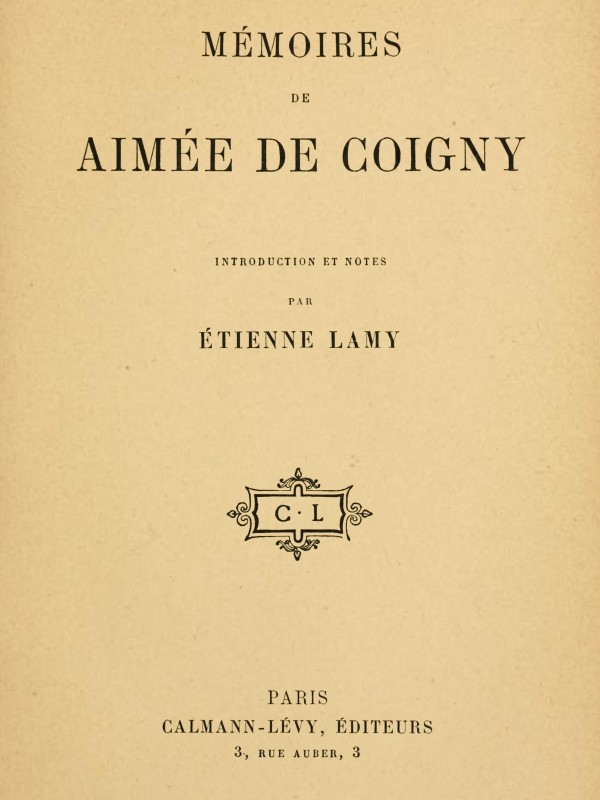 MÉMOIRES
DE
AIMÉE DE COIGNY
INTRODUCTION ET NOTES
PAR
ÉTIENNE LAMY
C · L
PARIS
CALMANN-LÉVY, ÉDITEURS
3, RUE AUBER, 3